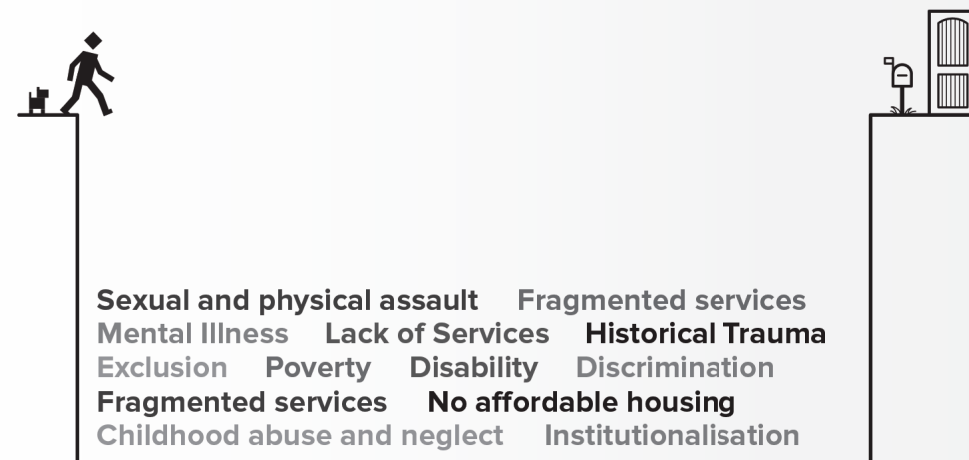 Sexual and physical assault Fragmented services
Mental Illness Lack of Services Historical Trauma
Exclusion Poverty Disability Discrimination
Fragmented services No affordable housing
Childhood abuse and neglect Institutionalisation